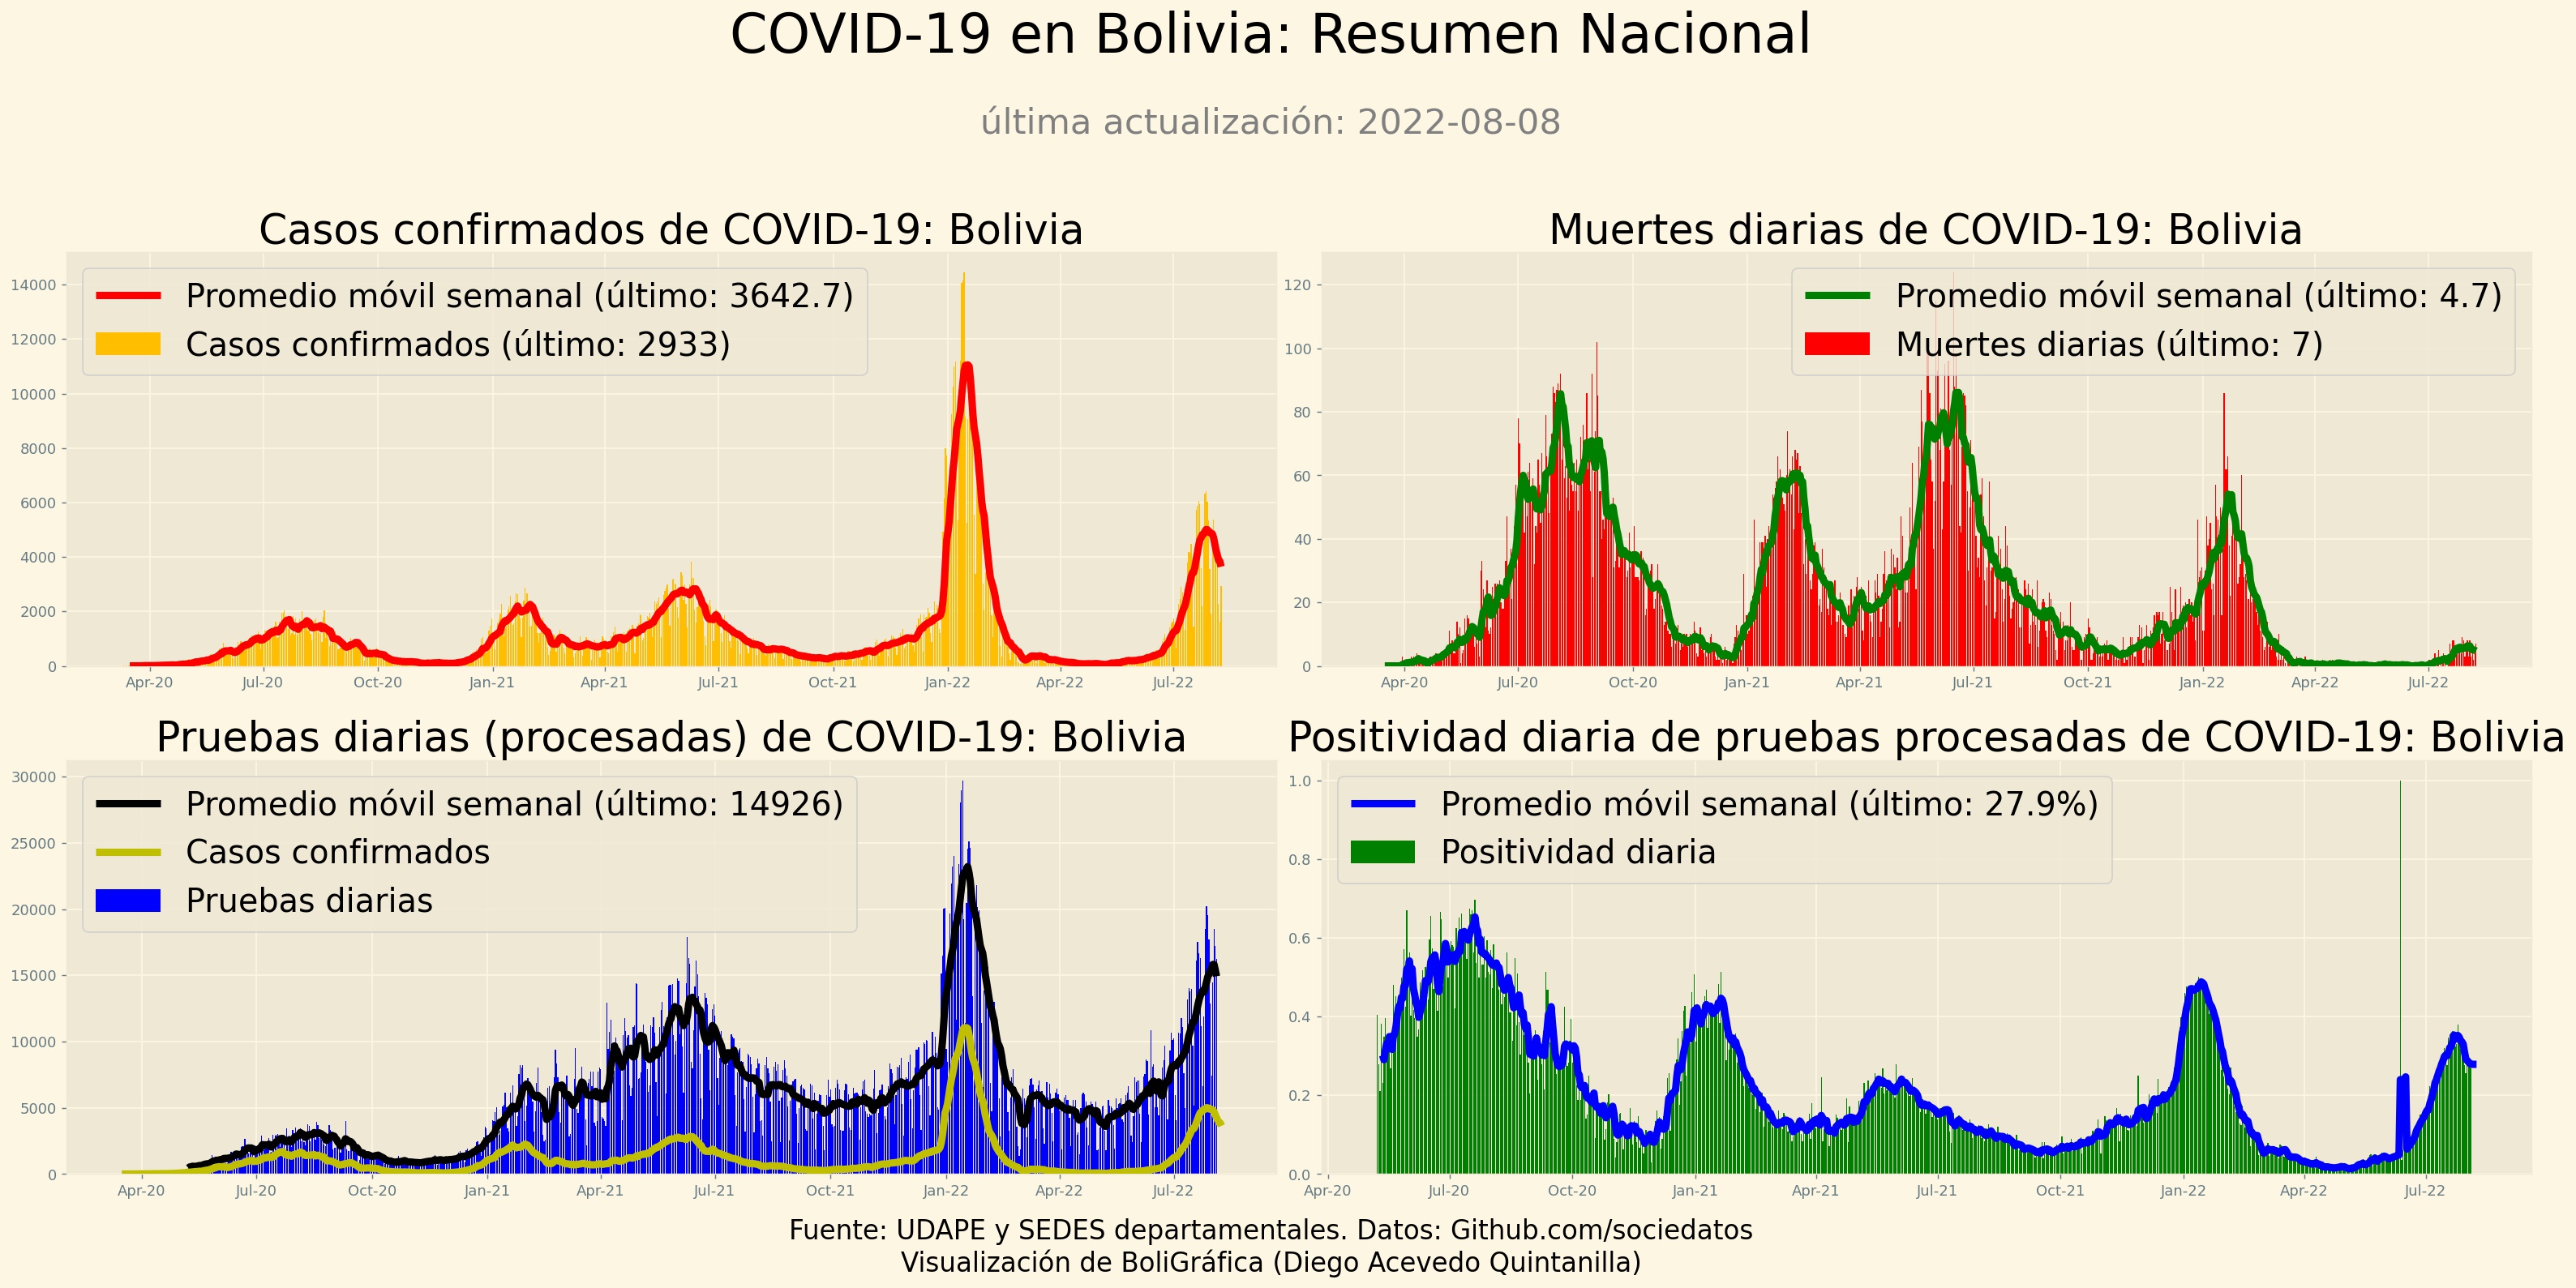 COVID-19 en Bolivia: Resumen Nacional
última actualización: 2022-08-08
Casos confirmados de COVID-19: Bolivia
Promedio móvil semanal (último: 3642.7)
Casos confirmados (último: 2933)
14000
12000
10000
8000
6000
4000
2000
0
Apr-20 Jul-20 Oct-20 Jan-21 Apr-21 Jul-21 Oct-21 Jan-22 Apr-22 Jul-22
Muertes diarias de COVID-19: Bolivia
Promedio móvil semanal (último: 4.7)
Muertes diarias (último: 7)
120
100
80
60
40
20
0
Apr-20 Jul-20 Oct-20 Jan-21 Apr-21 Jul-21 Oct-21 Jan-22 Apr-22 Jul-22
Pruebas diarias (procesadas) de COVID-19: Bolivia
Promedio móvil semanal (último: 14926)
Casos confirmados
Pruebas diarias
30000
25000
20000
15000
10000
5000
0
Apr-20 Jul-20 Oct-20 Jan-21 Apr-21 Jul-21 Oct-21 Jan-22 Apr-22 Jul-22
Positividad diaria de pruebas procesadas de COVID-19: Bolivia
Promedio móvil semanal (último: 27.9%)
Positividad diaria
1.0
0.8
0.6
0.4
0.2
0.0
Apr-20 Jul-20 Oct-20 Jan-21 Apr-21 Jul-21 Oct-21 Jan-22 Apr-22 Jul-22
Fuente: UDAPE y SEDES departamentales. Datos: Github.com/sociedatos
Visualización de BoliGráfica (Diego Acevedo Quintanilla)